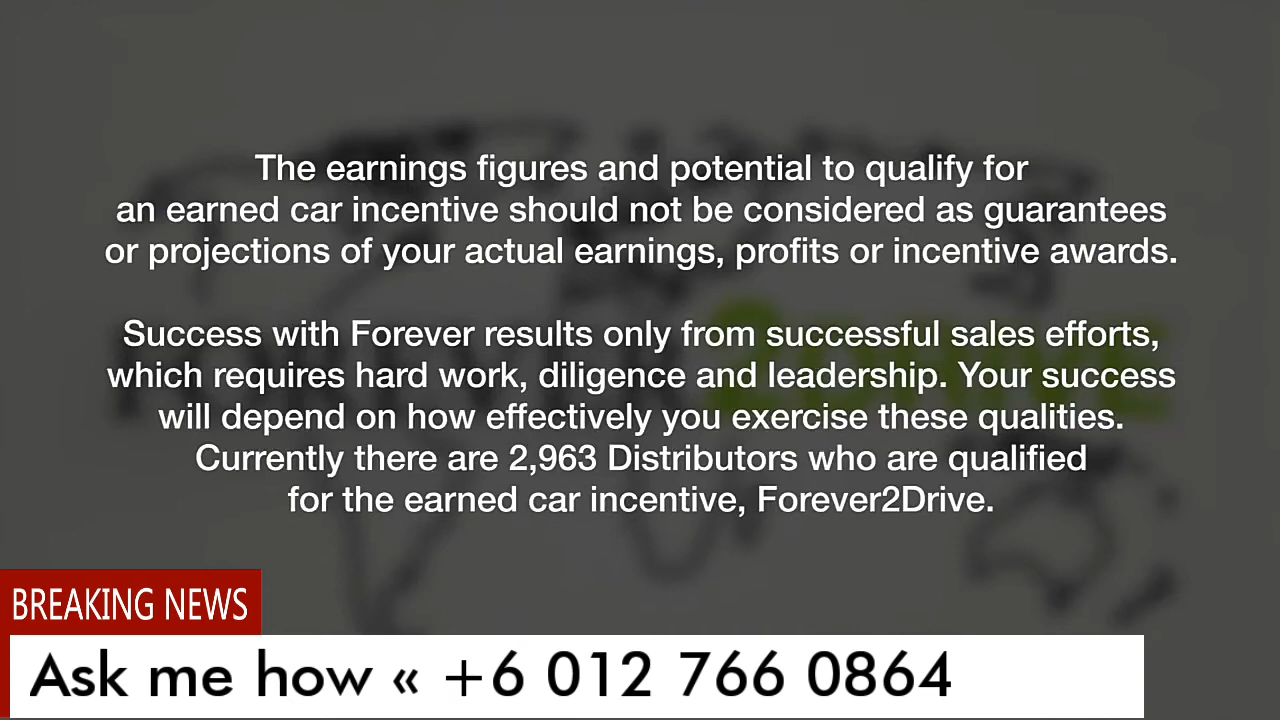 The earnings figures and potential to qualify for
an earned car incentive should not be considered as guarantees
or projections of your actual earnings, profits or incentive awards.
Success with Forever results only from successful sales efforts,
which requires hard work, diligence and leadership. Your success
will depend on how effectively you exercise these qualities.
Currently there are 2,963 Distributors who are qualified
for the earned car incentive, Forever2Drive.
BREAKING NEWS
Ask me how « +6 012 766 0864